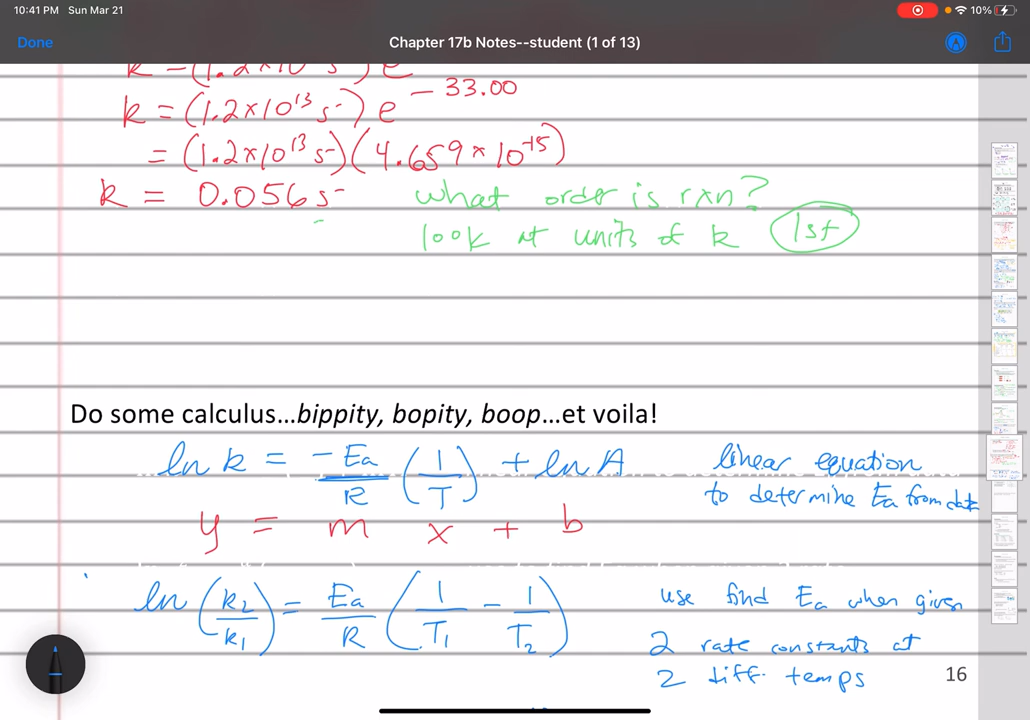 10:41 PM Sun Mar 21
10%
Done
Chapter 17b Notes--student (1 of 13)
k = (1.2×10¹³ s⁻) e^−33.00
= (1.2×10¹³ s⁻)(4.659×10⁻¹⁵)
k = 0.056 s⁻
what order is rxn?
look at units of k 1st
Do some calculus…bippity, bopity, boop…et voila!
ln k = −Ea/R (1/T) + ln A
linear equation
to determine Ea from data
y = m x + b
ln (k₂/k₁) = Ea/R (1/T₁ − 1/T₂)
use find Ea when given
2 rate constants at
2 diff. temps
16